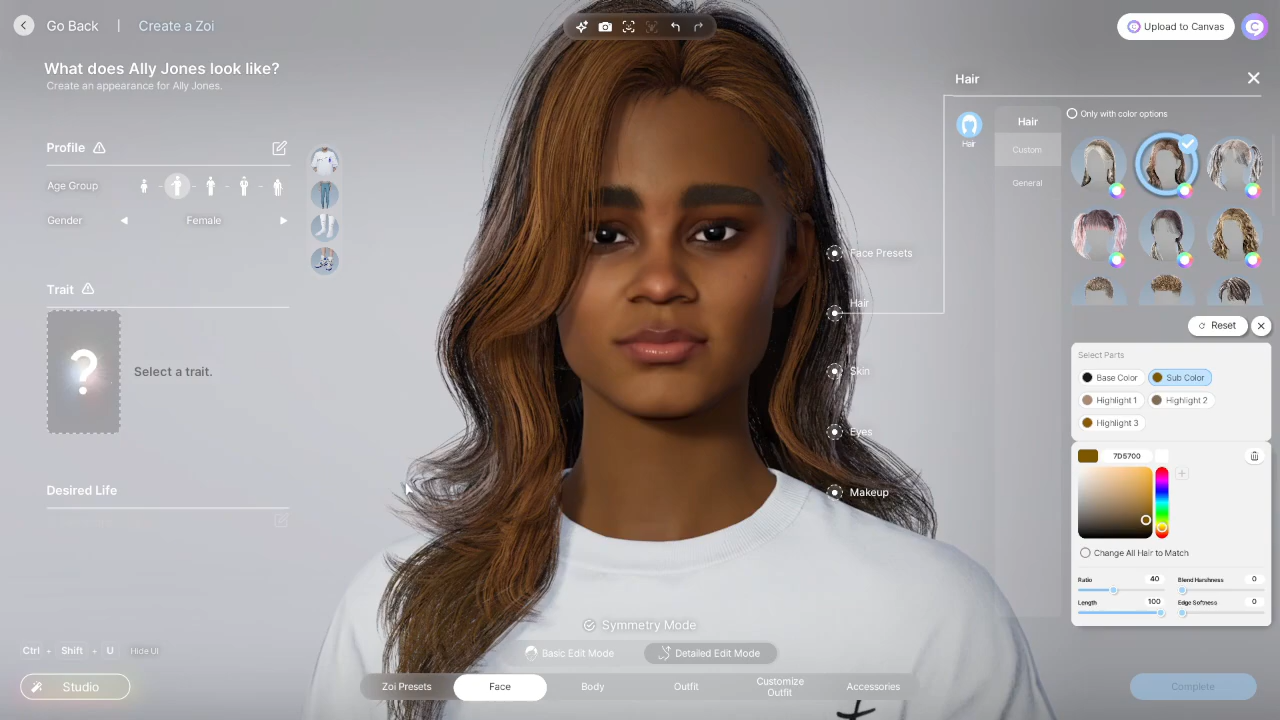 Go Back | Create a Zoi
Upload to Canvas
What does Ally Jones look like?
Create an appearance for Ally Jones.
Profile
Age Group
Gender
Female
Trait
?
Select a trait.
Desired Life
Ctrl + Shift + U Hide UI
Studio
Face Presets
Hair
Skin
Eyes
Makeup
Symmetry Mode
Basic Edit Mode
Detailed Edit Mode
Zoi Presets
Face
Body
Outfit
Customize
Outfit
Accessories
Hair
Hair
Hair
Custom
General
Only with color options
Reset
Select Parts
Base Color
Sub Color
Highlight 1
Highlight 2
Highlight 3
7D5700
Change All Hair to Match
Ratio 40
Blend Harshness 0
Length 100
Edge Softness 0
Complete